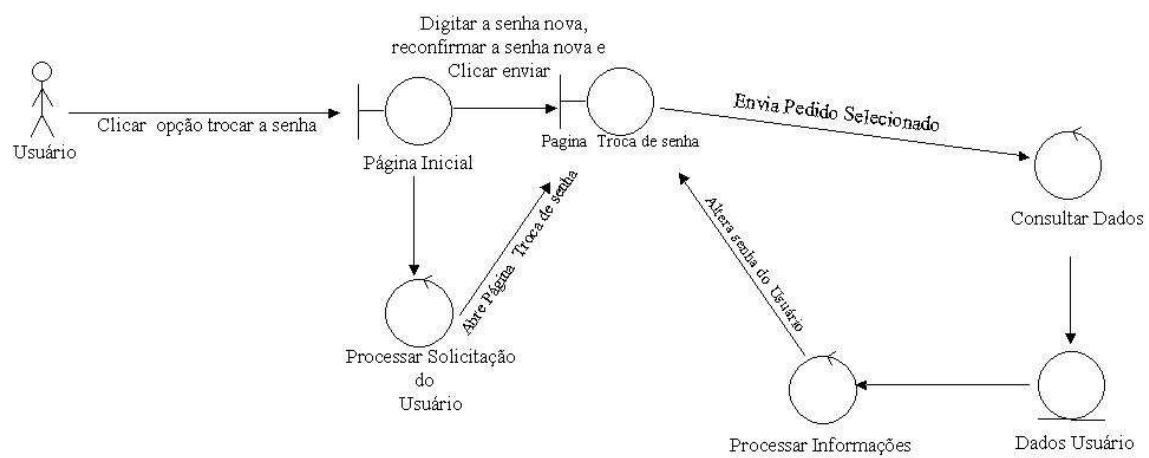 Digitar a senha nova,
reconfirmar a senha nova e
Clicar enviar
Clicar opção trocar a senha
Usuário
Página Inicial
Pagina Troca de senha
Envia Pedido Selecionado
Consultar Dados
Abre Página Troca de senha
Altera senha do Usuário
Processar Solicitação
do
Usuário
Processar Informações
Dados Usuário